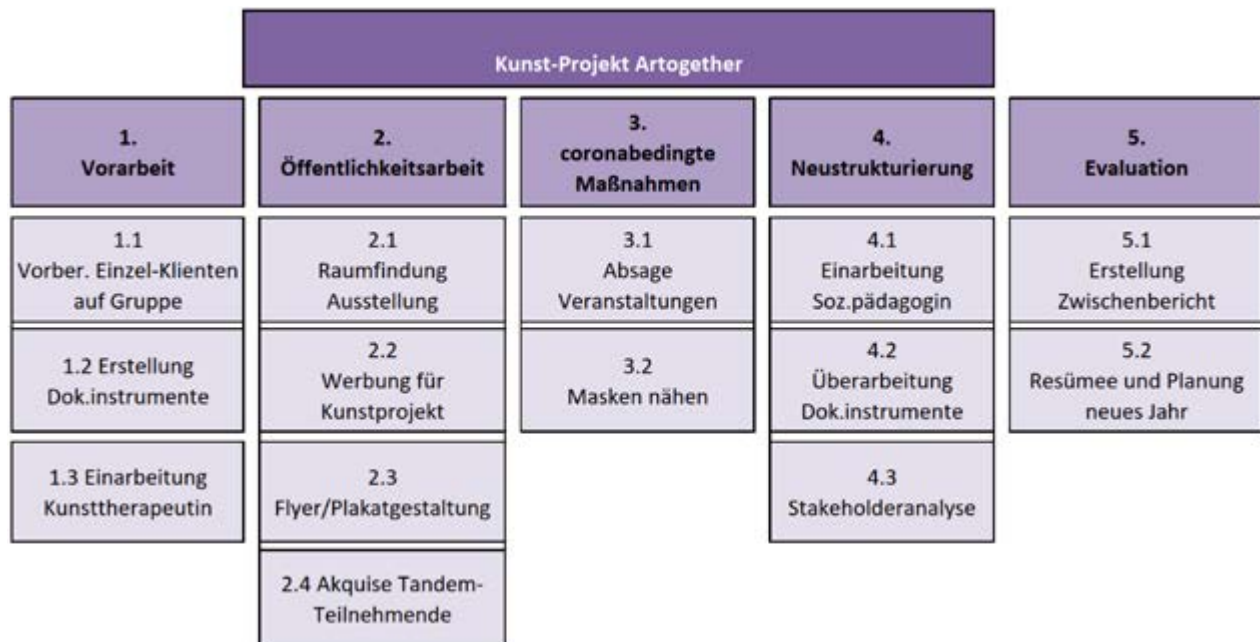 Kunst-Projekt Artogether
1.
Vorarbeit
2.
Öffentlichkeitsarbeit
3.
coronabedingte
Maßnahmen
4.
Neustrukturierung
5.
Evaluation
1.1
Vorber. Einzel-Klienten
auf Gruppe
2.1
Raumfindung
Ausstellung
3.1
Absage
Veranstaltungen
4.1
Einarbeitung
Soz.pädagogin
5.1
Erstellung
Zwischenbericht
1.2 Erstellung
Dok.instrumente
2.2
Werbung für
Kunstprojekt
3.2
Masken nähen
4.2
Überarbeitung
Dok.instrumente
5.2
Resümee und Planung
neues Jahr
1.3 Einarbeitung
Kunsttherapeutin
2.3
Flyer/Plakatgestaltung
4.3
Stakeholderanalyse
2.4 Akquise Tandem-
Teilnehmende